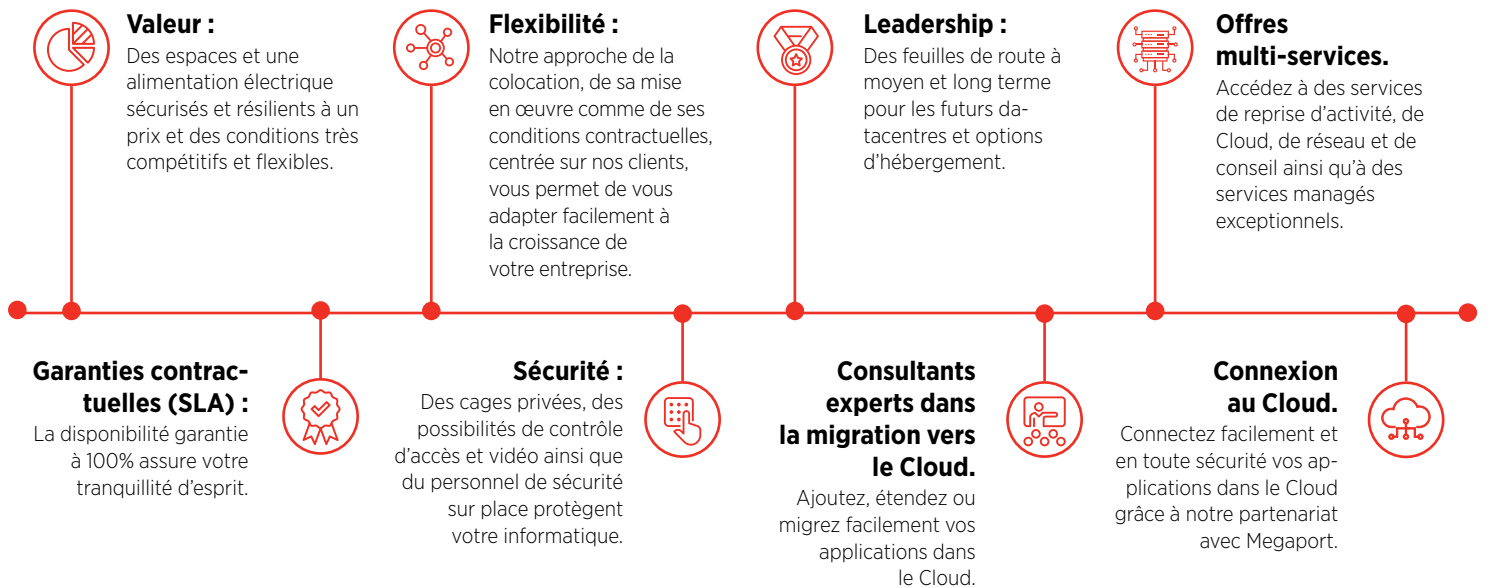 Valeur :
Des espaces et une
alimentation électrique
sécurisés et résilients à un
prix et des conditions très
compétitifs et flexibles.
Flexibilité :
Notre approche de la
colocation, de sa mise
en œuvre comme de ses
conditions contractuelles,
centrée sur nos clients,
vous permet de vous
adapter facilement à
la croissance de
votre entreprise.
Leadership :
Des feuilles de route à
moyen et long terme
pour les futurs da-
tacentres et options
d'hébergement.
Offres
multi-services.
Accédez à des services
de reprise d'activité, de
Cloud, de réseau et de
conseil ainsi qu'à des
services managés
exceptionnels.
Garanties contrac-
tuelles (SLA) :
La disponibilité garantie
à 100% assure votre
tranquillité d'esprit.
Sécurité :
Des cages privées, des
possibilités de contrôle
d'accès et vidéo ainsi que
du personnel de sécurité
sur place protègent
votre informatique.
Consultants
experts dans
la migration vers
le Cloud.
Ajoutez, étendez ou
migrez facilement vos
applications dans
le Cloud.
Connexion
au Cloud.
Connectez facilement et
en toute sécurité vos ap-
plications dans le Cloud
grâce à notre partenariat
avec Megaport.